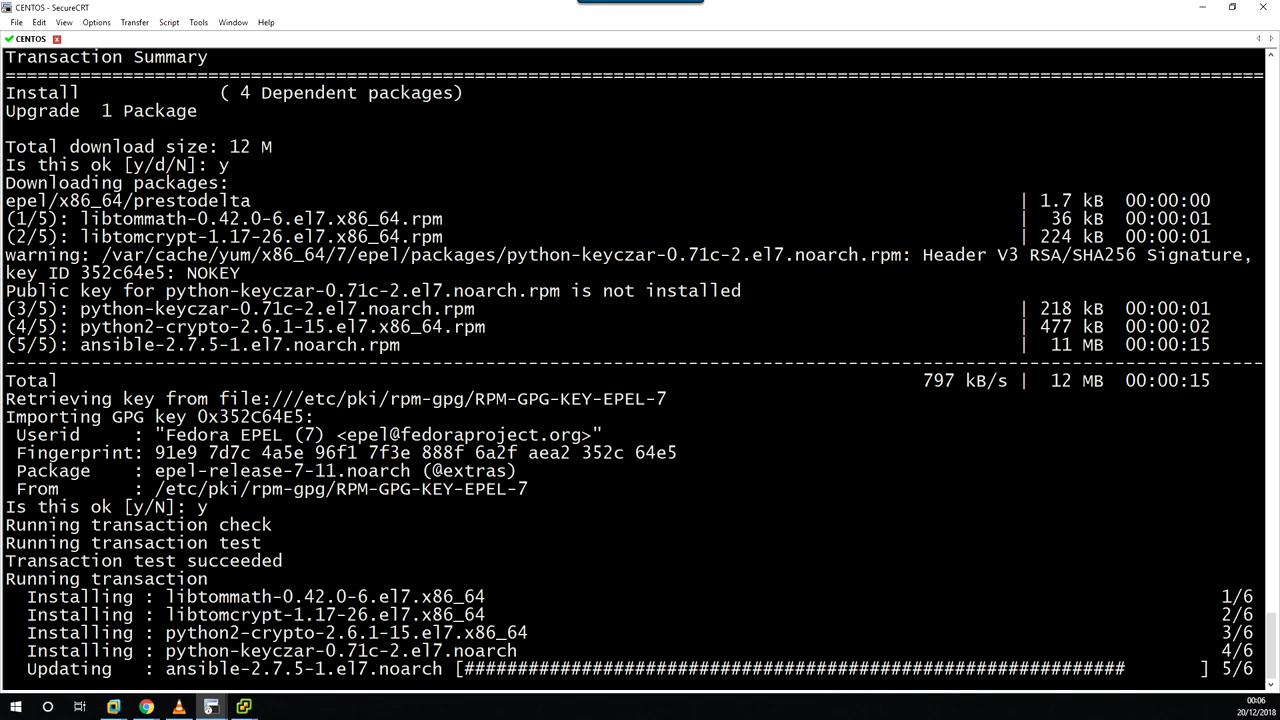 CENTOS - SecureCRT
File Edit View Options Transfer Script Tools Window Help
CENTOS
Transaction Summary
================================================================================
Install             ( 4 Dependent packages)
Upgrade  1 Package
Total download size: 12 M
Is this ok [y/d/N]: y
Downloading packages:
epel/x86_64/prestodelta | 1.7 kB 00:00:00
(1/5): libtommath-0.42.0-6.el7.x86_64.rpm | 36 kB 00:00:01
(2/5): libtomcrypt-1.17-26.el7.x86_64.rpm | 224 kB 00:00:01
warning: /var/cache/yum/x86_64/7/epel/packages/python-keyczar-0.71c-2.el7.noarch.rpm: Header V3 RSA/SHA256 Signature,
key ID 352c64e5: NOKEY
Public key for python-keyczar-0.71c-2.el7.noarch.rpm is not installed
(3/5): python-keyczar-0.71c-2.el7.noarch.rpm | 218 kB 00:00:01
(4/5): python2-crypto-2.6.1-15.el7.x86_64.rpm | 477 kB 00:00:02
(5/5): ansible-2.7.5-1.el7.noarch.rpm | 11 MB 00:00:15
--------------------------------------------------------------------------------
Total 797 kB/s | 12 MB 00:00:15
Retrieving key from file:///etc/pki/rpm-gpg/RPM-GPG-KEY-EPEL-7
Importing GPG key 0x352C64E5:
Userid     : "Fedora EPEL (7) <epel@fedoraproject.org>"
Fingerprint: 91e9 7d7c 4a5e 96f1 7f3e 888f 6a2f aea2 352c 64e5
Package    : epel-release-7-11.noarch (@extras)
From       : /etc/pki/rpm-gpg/RPM-GPG-KEY-EPEL-7
Is this ok [y/N]: y
Running transaction check
Running transaction test
Transaction test succeeded
Running transaction
Installing : libtommath-0.42.0-6.el7.x86_64 1/6
Installing : libtomcrypt-1.17-26.el7.x86_64 2/6
Installing : python2-crypto-2.6.1-15.el7.x86_64 3/6
Installing : python-keyczar-0.71c-2.el7.noarch 4/6
Updating   : ansible-2.7.5-1.el7.noarch [############################################################## ] 5/6
00:06
20/12/2018